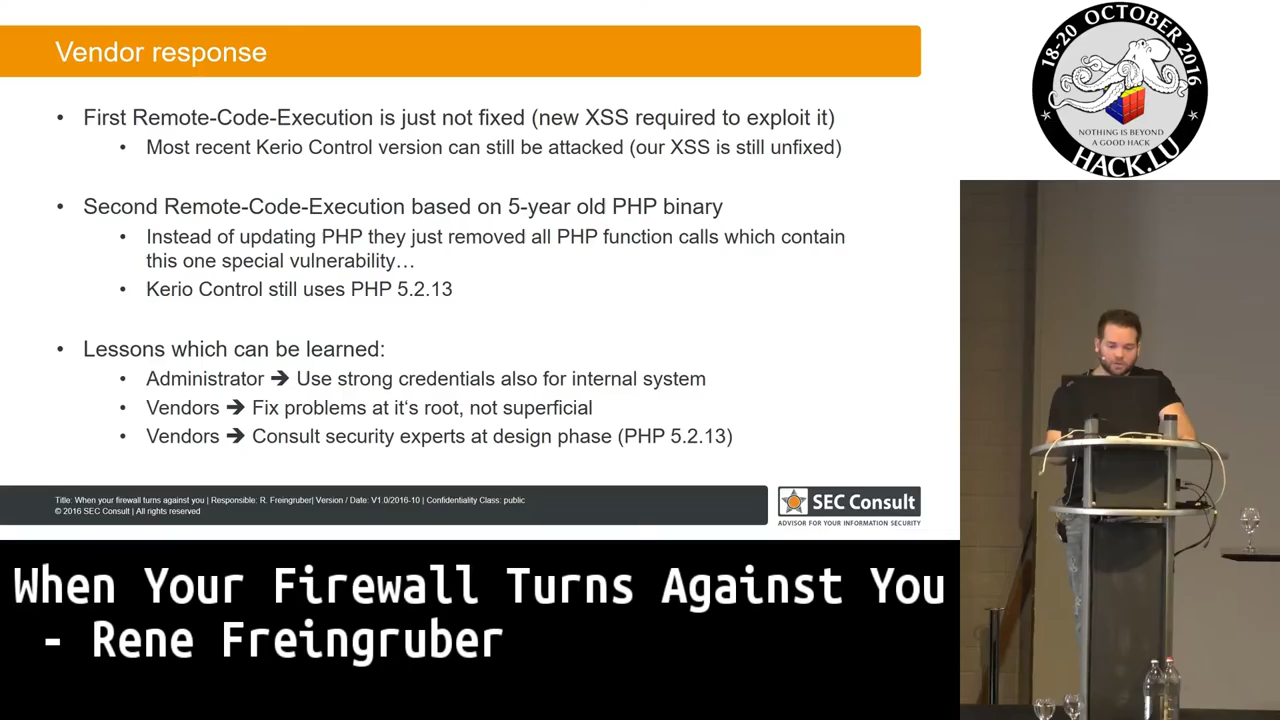 Vendor response
• First Remote-Code-Execution is just not fixed (new XSS required to exploit it)
• Most recent Kerio Control version can still be attacked (our XSS is still unfixed)
• Second Remote-Code-Execution based on 5-year old PHP binary
• Instead of updating PHP they just removed all PHP function calls which contain
this one special vulnerability…
• Kerio Control still uses PHP 5.2.13
• Lessons which can be learned:
• Administrator ➔ Use strong credentials also for internal system
• Vendors ➔ Fix problems at it‘s root, not superficial
• Vendors ➔ Consult security experts at design phase (PHP 5.2.13)
Title: When your firewall turns against you | Responsible: R. Freingruber| Version / Date: V1.0/2016-10 | Confidentiality Class: public
© 2016 SEC Consult | All rights reserved
SEC Consult
ADVISOR FOR YOUR INFORMATION SECURITY
18-20 OCTOBER 2016
NOTHING IS BEYOND
A GOOD HACK
HACK.LU
When Your Firewall Turns Against You
- Rene Freingruber